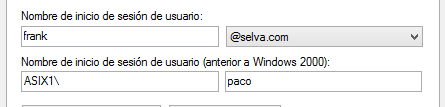 Nombre de inicio de sesión de usuario:
frank @selva.com
Nombre de inicio de sesión de usuario (anterior a Windows 2000):
ASIX1\ paco